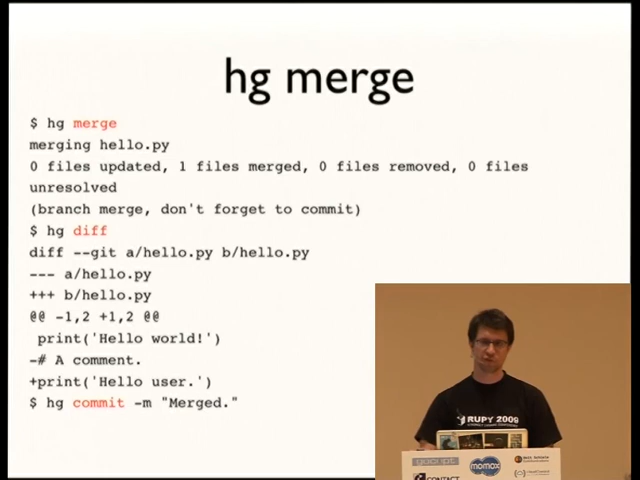 hg merge
$ hg merge
merging hello.py
0 files updated, 1 files merged, 0 files removed, 0 files
unresolved
(branch merge, don't forget to commit)
$ hg diff
diff --git a/hello.py b/hello.py
--- a/hello.py
+++ b/hello.py
@@ -1,2 +1,2 @@
 print('Hello world!')
-# A comment.
+print('Hello user.')
$ hg commit -m "Merged."
RUPY 2009
momox
CONTACT